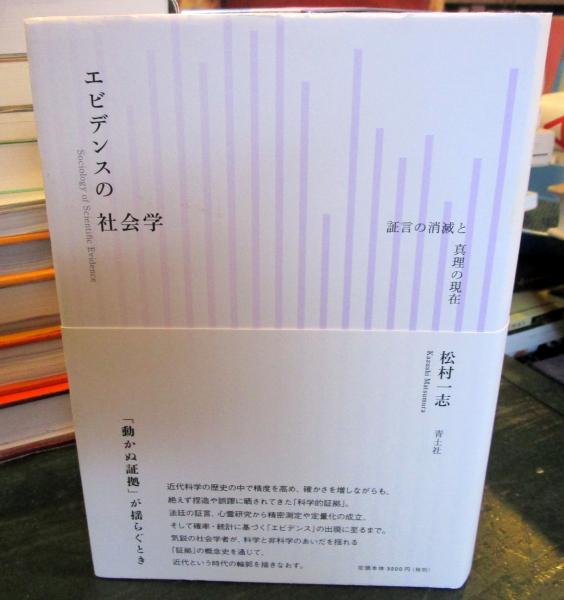 エビデンスの
社会学
Sociology of Scientific Evidence
証言の消滅と
真理の現在
松村一志
Kazushi Matsumura
青土社
「動かぬ証拠」が揺らぐとき
近代科学の歴史の中で精度を高め、確かさを増しながらも、
絶えず捏造や誤謬に晒されてきた「科学的証拠」。
法廷の証言、心霊研究から精密測定や定量化の成立、
そして確率・統計に基づく「エビデンス」の出現に至るまで。
気鋭の社会学者が、科学と非科学のあいだを揺れる
「証拠」の概念史を通じて、
近代という時代の輪郭を描きなおす。
定価本体 3000円（税別）